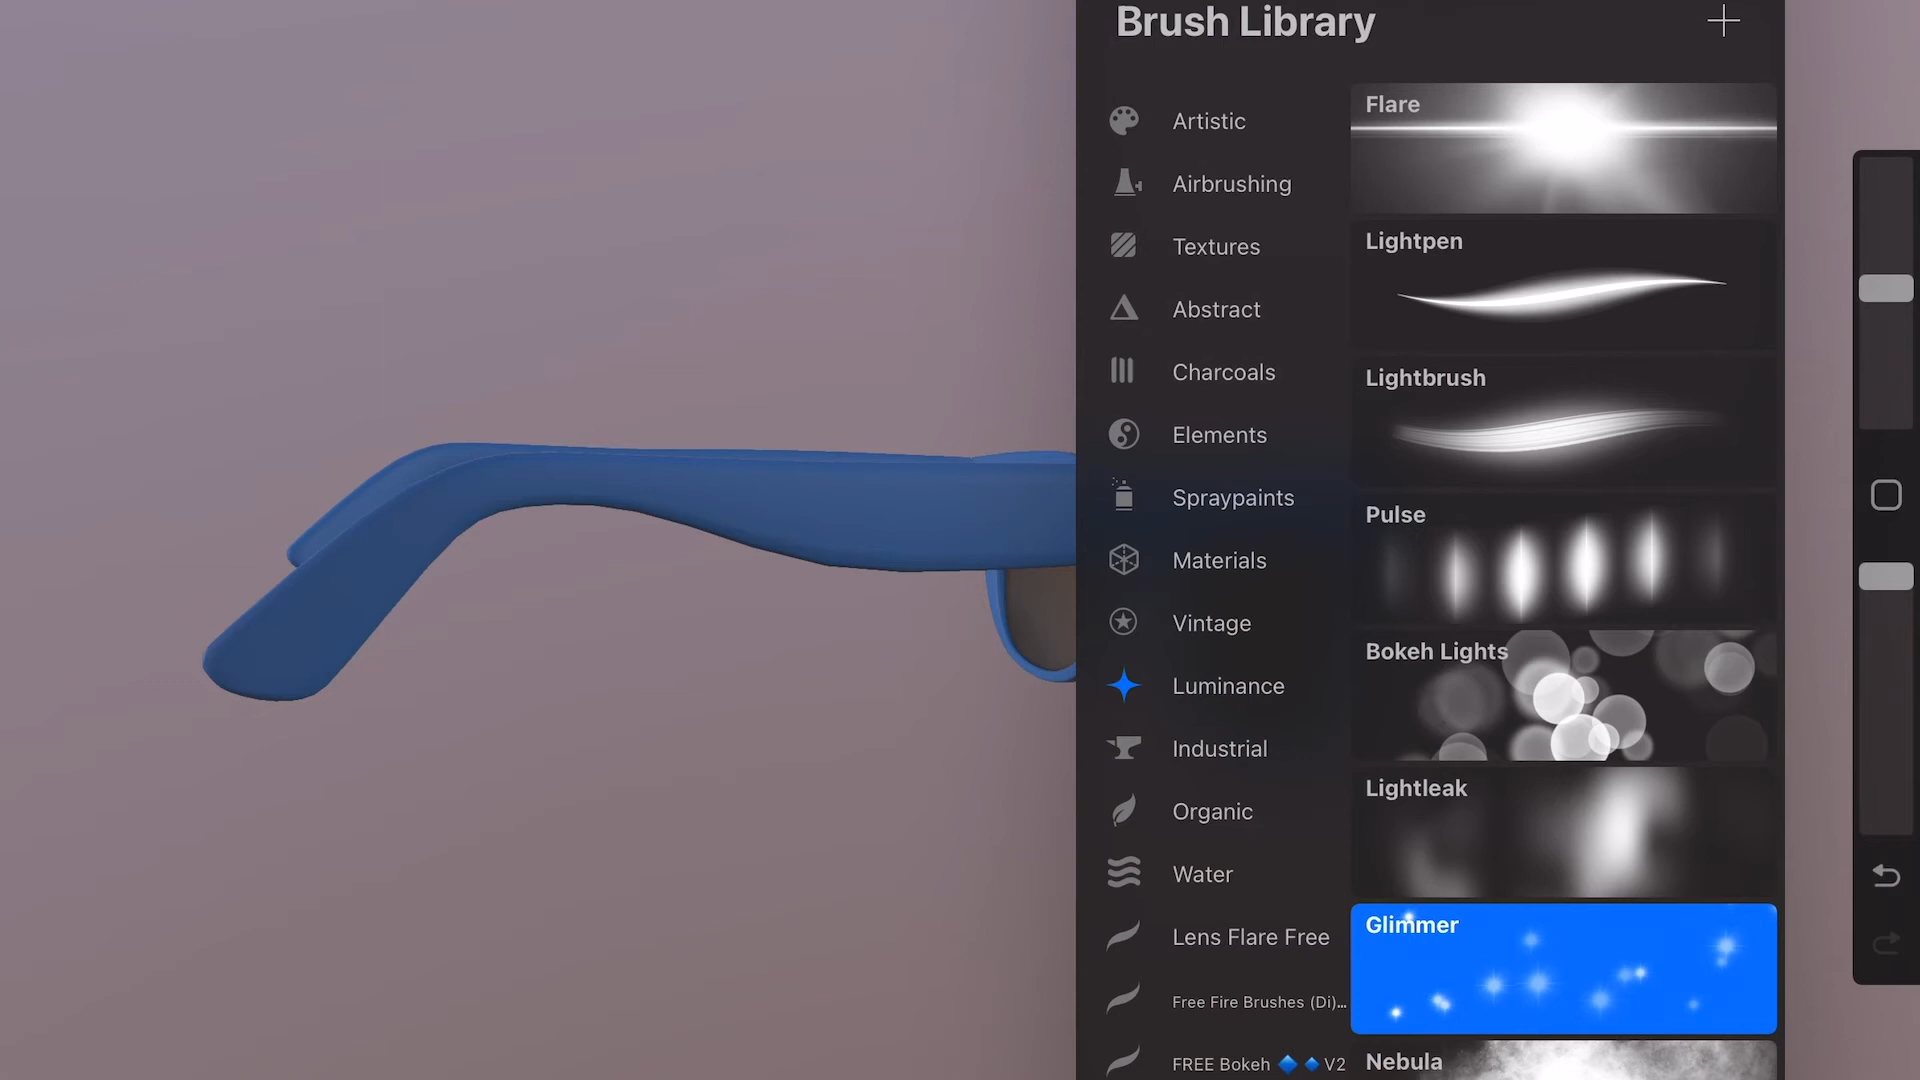 Brush Library
Artistic
Airbrushing
Textures
Abstract
Charcoals
Elements
Spraypaints
Materials
Vintage
Luminance
Industrial
Organic
Water
Lens Flare Free
Free Fire Brushes (Di)...
FREE Bokeh 🔷🔹V2
Flare
Lightpen
Lightbrush
Pulse
Bokeh Lights
Lightleak
Glimmer
Nebula